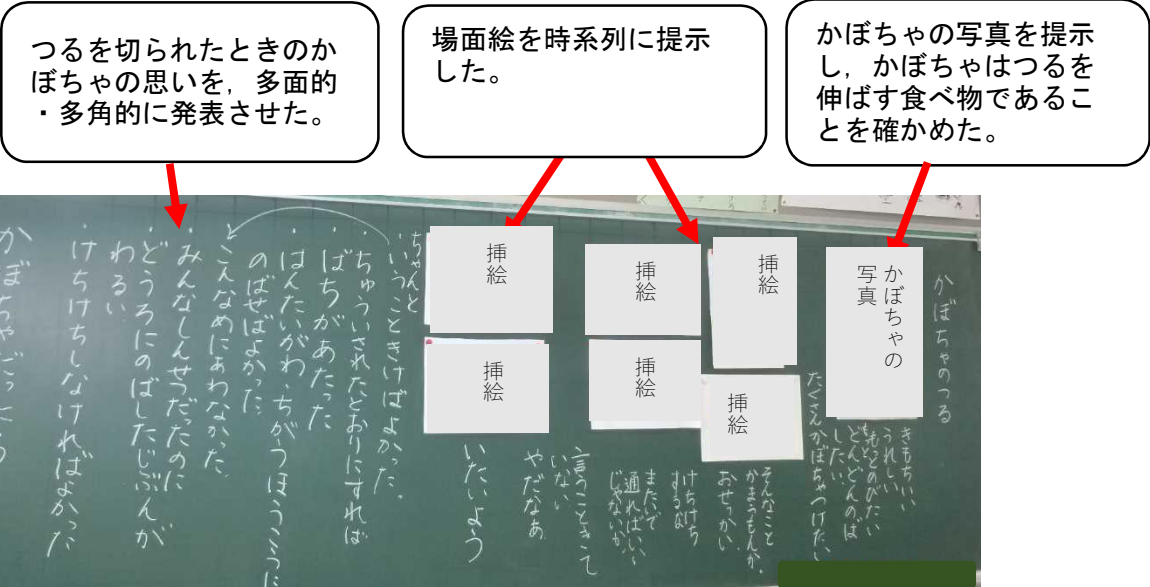 つるを切られたときのか
ぼちゃの思いを，多面的
・多角的に発表させた。
場面絵を時系列に提示
した。
かぼちゃの写真を提示
し，かぼちゃはつるを
伸ばす食べ物であるこ
とを確かめた。
かぼちゃのつる
かぼちゃの
写真
きもちいい
うれしい
もっとのびたい
どんどんのば
したい
たくさんかぼちゃつけたい
挿絵
挿絵
そんなこと
かまうもんか。
おせっかい
けちけち
するな
またいで
通ればいい
じゃないか。
挿絵
挿絵
言うこときいて
いない
やだなあ
挿絵
挿絵
いたいよう
ちゃんと
・いうこときけばよかった。
・ちゅういされたとおりにすれば
・ばちがあたった
・はんたいがわ、ちがうほうこうに
のばせばよかった。
こんなめにあわなかった。
・みんなしんせつだったのに
・どうろにのばしたじぶんが
わるい
・けちけちしなければよかった